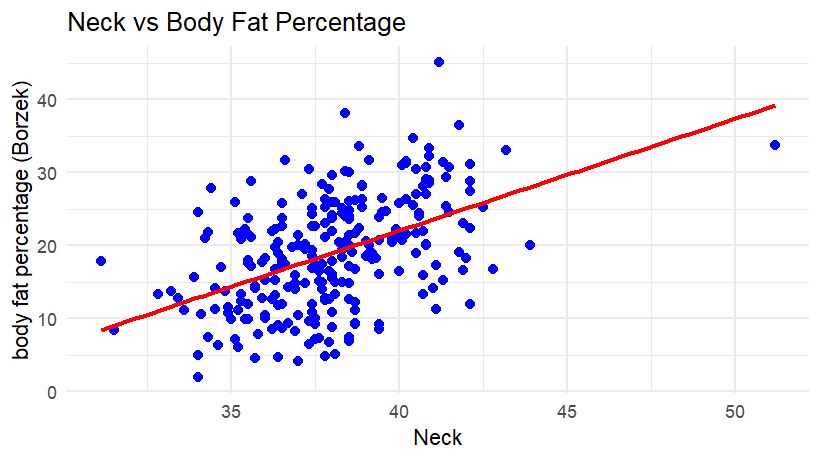 Neck vs Body Fat Percentage
body fat percentage (Borzek)
40
30
20
10
0
35 40 45 50
Neck